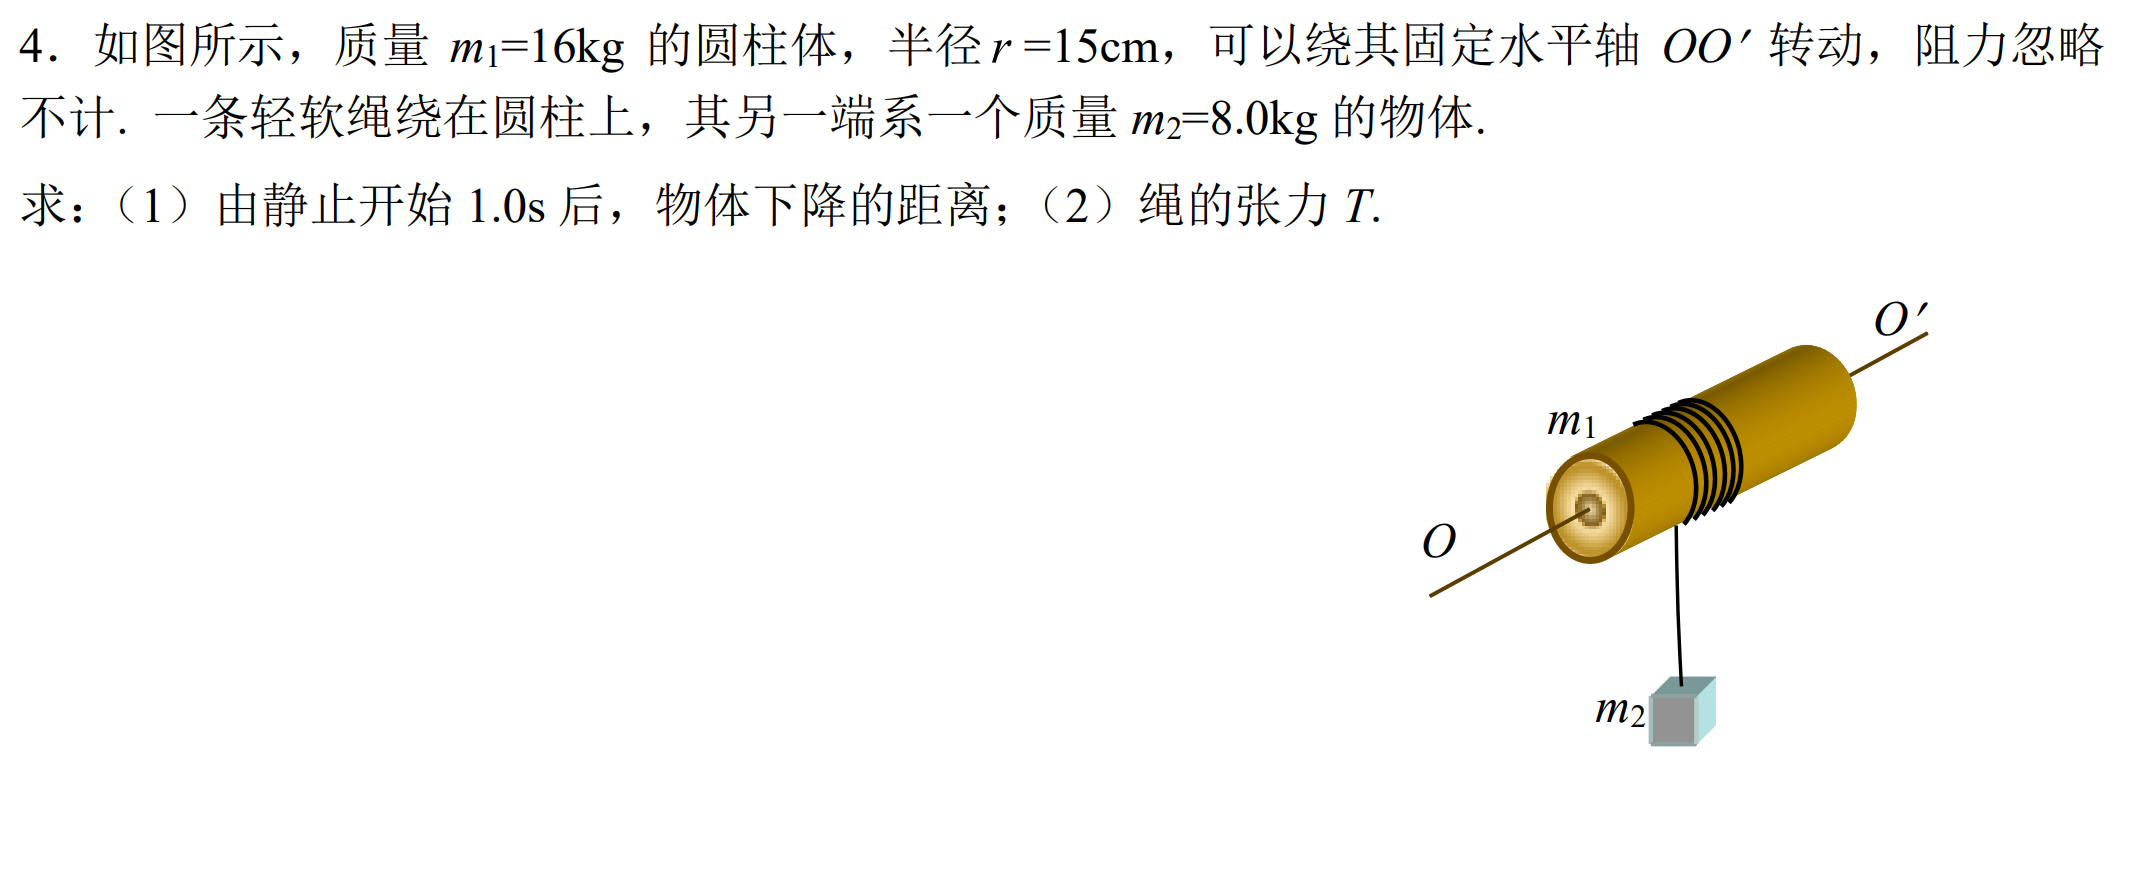 4．如图所示，质量 m₁=16kg 的圆柱体，半径 r =15cm，可以绕其固定水平轴 OO′ 转动，阻力忽略
不计. 一条轻软绳绕在圆柱上，其另一端系一个质量 m₂=8.0kg 的物体.
求：（1）由静止开始 1.0s 后，物体下降的距离；（2）绳的张力 T.
O′
m₁
O
m₂